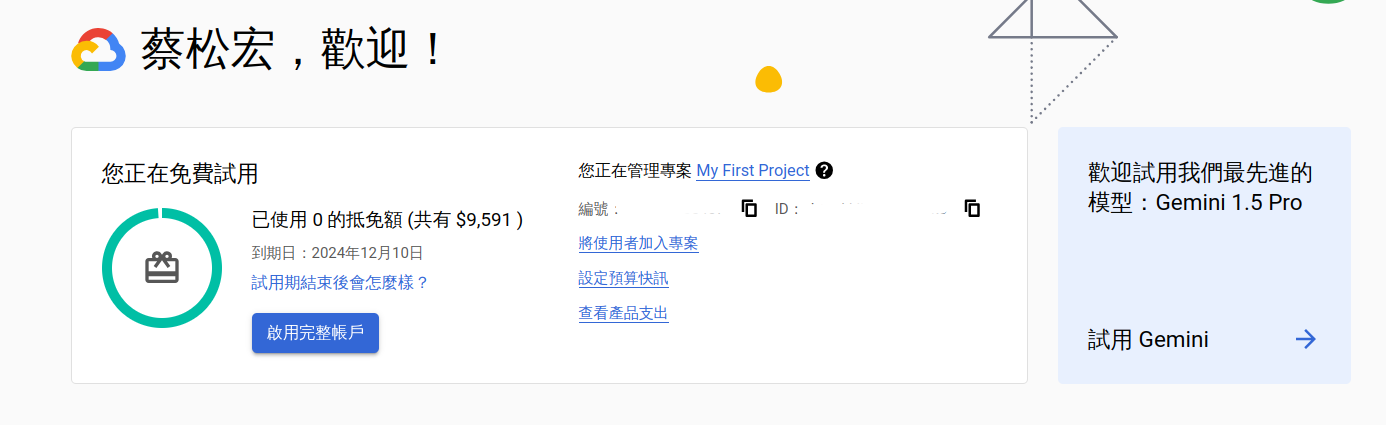 蔡松宏，歡迎！
您正在免費試用
已使用 0 的抵免額 (共有 $9,591 )
到期日：2024年12月10日
試用期結束後會怎麼樣？
啟用完整帳戶
您正在管理專案 My First Project
編號：
ID：
將使用者加入專案
設定預算快訊
查看產品支出
歡迎試用我們最先進的
模型：Gemini 1.5 Pro
試用 Gemini